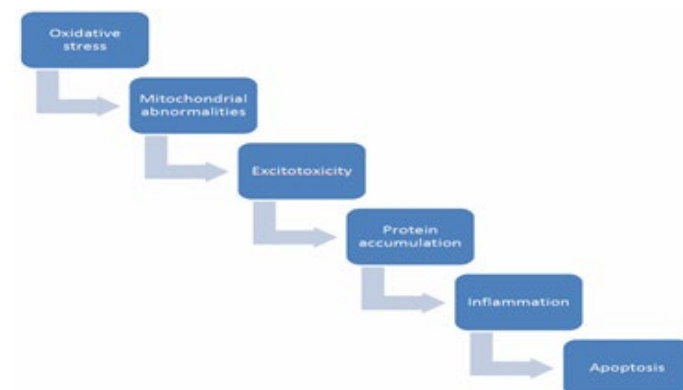 Oxidative
stress
Mitochondrial
abnormalities
Excitotoxicity
Protein
accumulation
Inflammation
Apoptosis